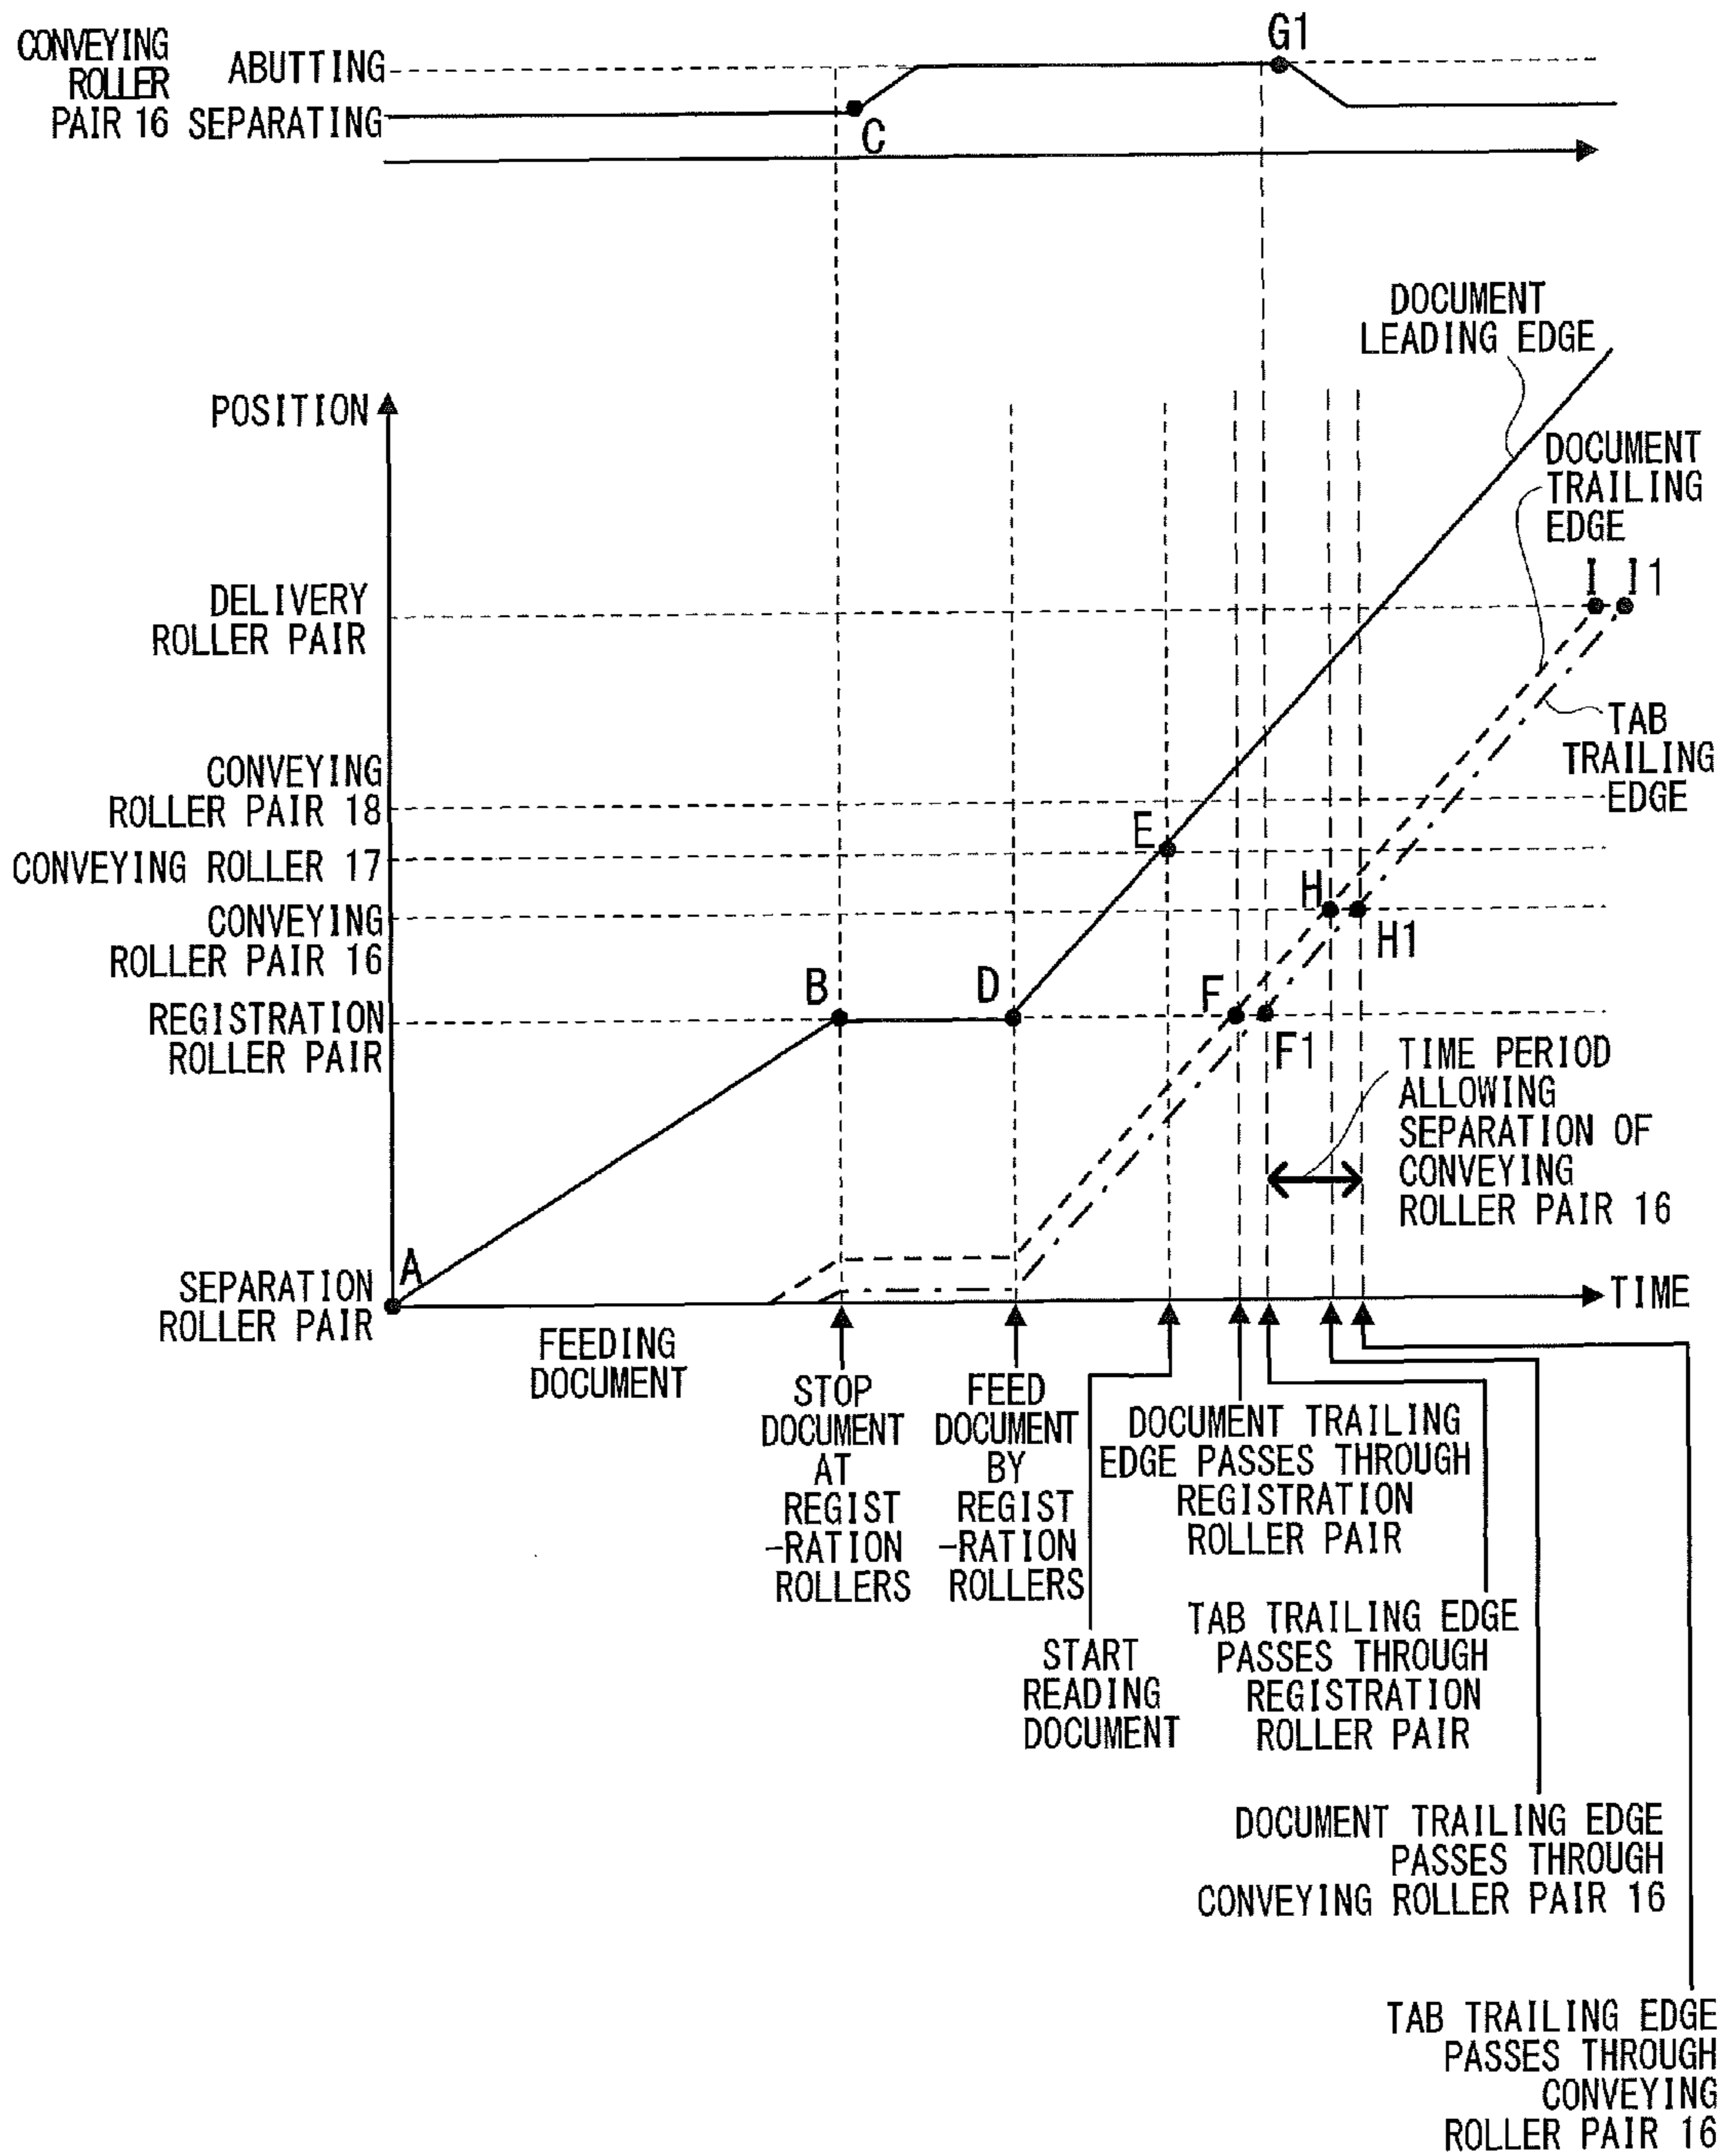 CONVEYING
ROLLER
PAIR 16
ABUTTING
SEPARATING
G1
C
DOCUMENT
LEADING EDGE
POSITION
DOCUMENT
TRAILING
EDGE
I I1
DELIVERY
ROLLER PAIR
TAB
TRAILING
EDGE
CONVEYING
ROLLER PAIR 18
E
CONVEYING ROLLER 17
H
CONVEYING
ROLLER PAIR 16
H1
B
D
F
REGISTRATION
ROLLER PAIR
F1
TIME PERIOD
ALLOWING
SEPARATION OF
CONVEYING
ROLLER PAIR 16
A
SEPARATION
ROLLER PAIR
TIME
FEEDING
DOCUMENT
STOP
DOCUMENT
AT
REGIST
-RATION
ROLLERS
FEED
DOCUMENT
BY
REGIST
-RATION
ROLLERS
START
READING
DOCUMENT
DOCUMENT TRAILING
EDGE PASSES THROUGH
REGISTRATION
ROLLER PAIR
TAB TRAILING EDGE
PASSES THROUGH
REGISTRATION
ROLLER PAIR
DOCUMENT TRAILING EDGE
PASSES THROUGH
CONVEYING ROLLER PAIR 16
TAB TRAILING EDGE
PASSES THROUGH
CONVEYING
ROLLER PAIR 16